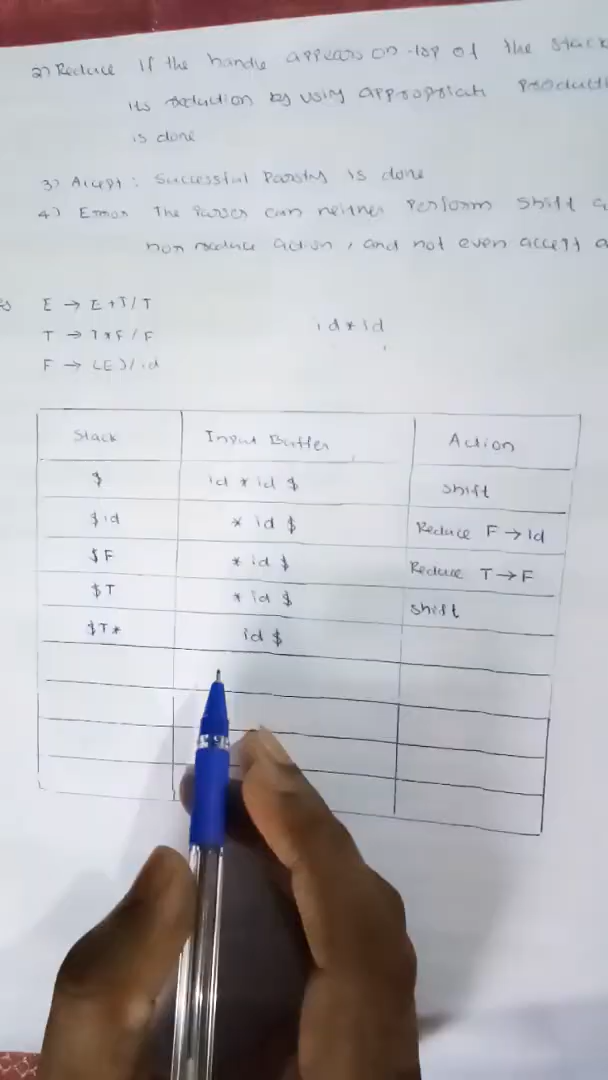 2) Reduce If the handle appears on top of the stack
its reduction by using appropriate producti
is done
3) Accept : Successful Parsing is done
4) Error The Parser can neither Perform shift a
non reduce action, and not even accept a
E → E+T/T
id*id
T → T*F/F
F → (E)/id
Stack Input Buffer Action
$ id * id $ shift
$id * id $ Reduce F → id
$F * id $ Reduce T → F
$T * id $ shift
$T* id $